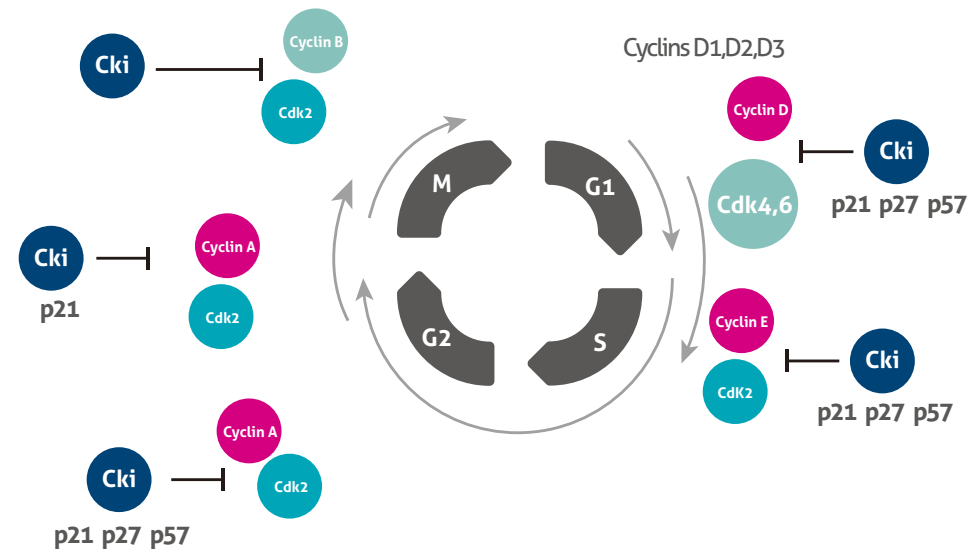 Cyclins D1,D2,D3
Cki
Cyclin B
Cdk2
Cyclin D
Cki
Cdk4,6
p21 p27 p57
M
G1
G2
S
Cki
p21
Cyclin A
Cdk2
Cyclin E
CdK2
Cki
p21 p27 p57
Cyclin A
Cki
Cdk2
p21 p27 p57